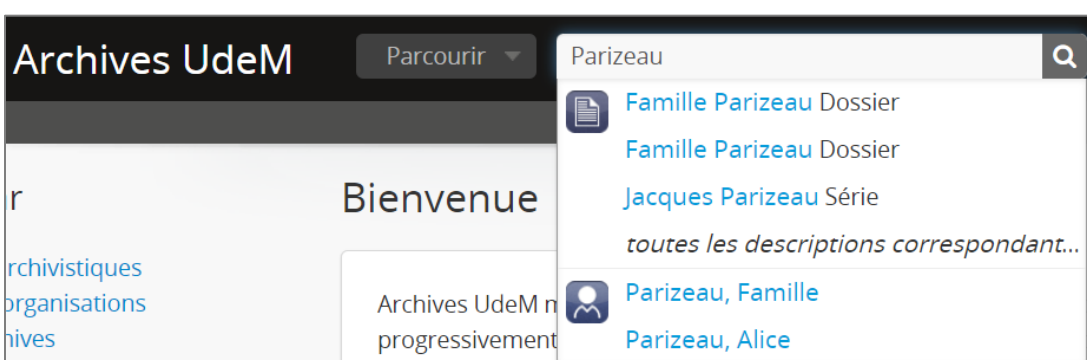 Archives UdeM
Parcourir
Parizeau
Famille Parizeau Dossier
Famille Parizeau Dossier
Jacques Parizeau Série
toutes les descriptions correspondant...
Parizeau, Famille
Parizeau, Alice
r
rchivistiques
organisations
hives
Bienvenue
Archives UdeM m
progressivement